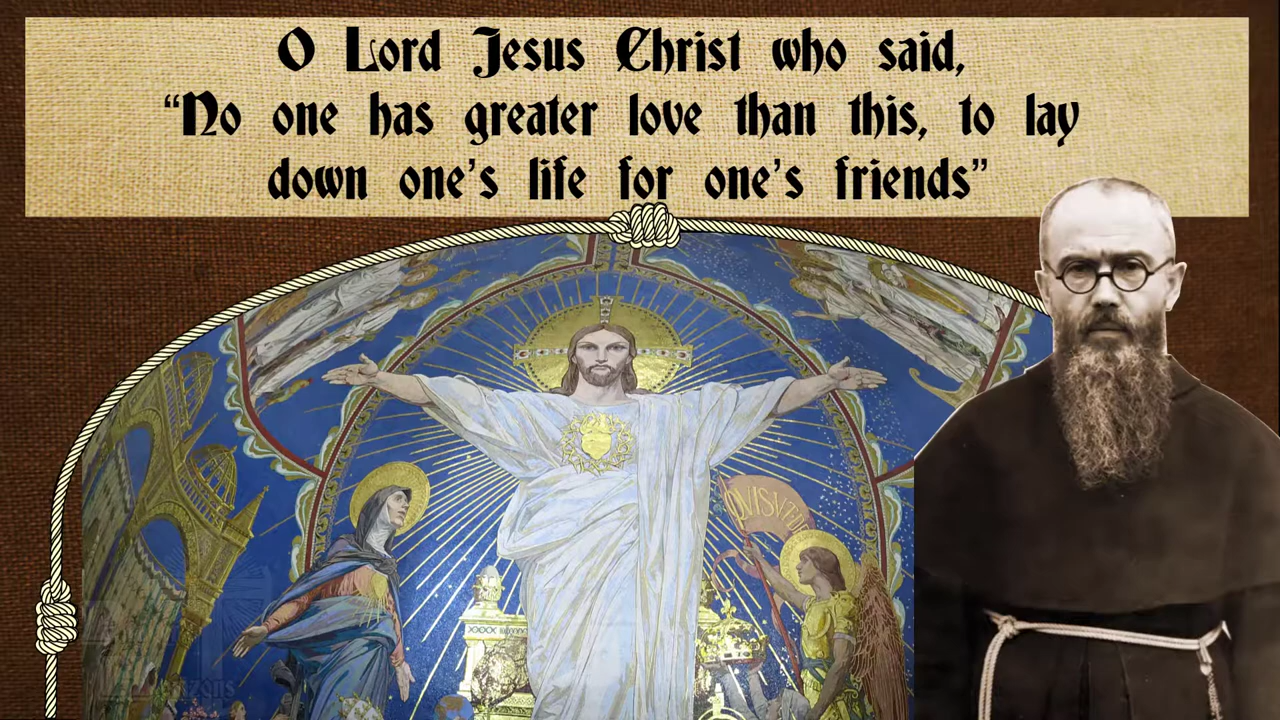 O Lord Jesus Christ who said,
“No one has greater love than this, to lay
down one’s life for one’s friends”